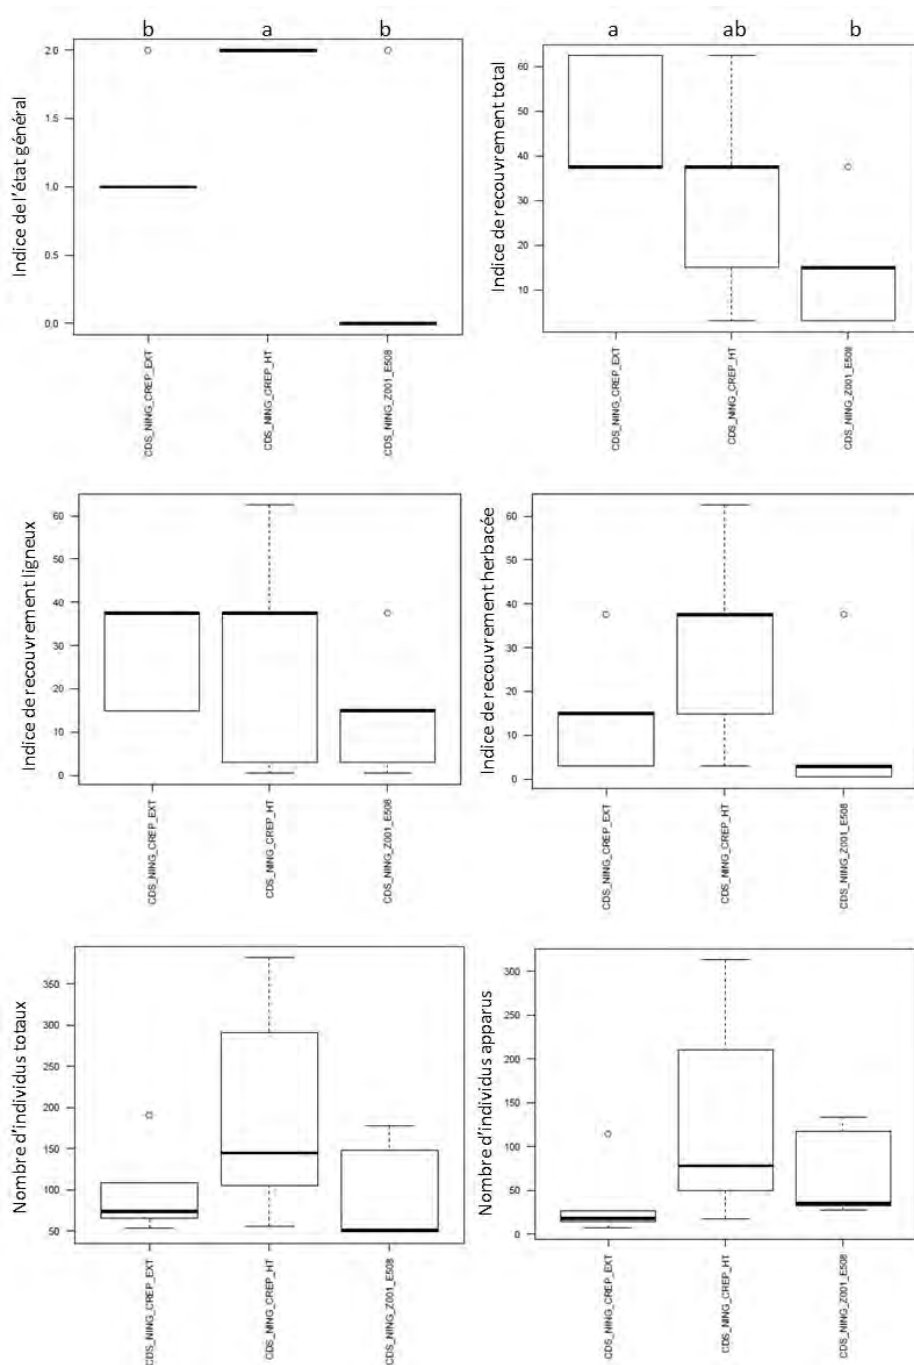 b a b
Indice de l'état général
2.0
1.5
1.0
0.5
0.0
CDS_NING_CREP_EXT
CDS_NING_CREP_HT
CDS_NING_Z001_E508
a ab b
Indice de recouvrement total
60
50
40
30
20
10
CDS_NING_CREP_EXT
CDS_NING_CREP_HT
CDS_NING_Z001_E508
Indice de recouvrement ligneux
60
50
40
30
20
10
0
CDS_NING_CREP_EXT
CDS_NING_CREP_HT
CDS_NING_Z001_E508
Indice de recouvrement herbacée
60
50
40
30
20
10
0
CDS_NING_CREP_EXT
CDS_NING_CREP_HT
CDS_NING_Z001_E508
Nombre d'individus totaux
350
300
250
200
150
100
50
CDS_NING_CREP_EXT
CDS_NING_CREP_HT
CDS_NING_Z001_E508
Nombre d'individus apparus
300
250
200
150
100
50
0
CDS_NING_CREP_EXT
CDS_NING_CREP_HT
CDS_NING_Z001_E508